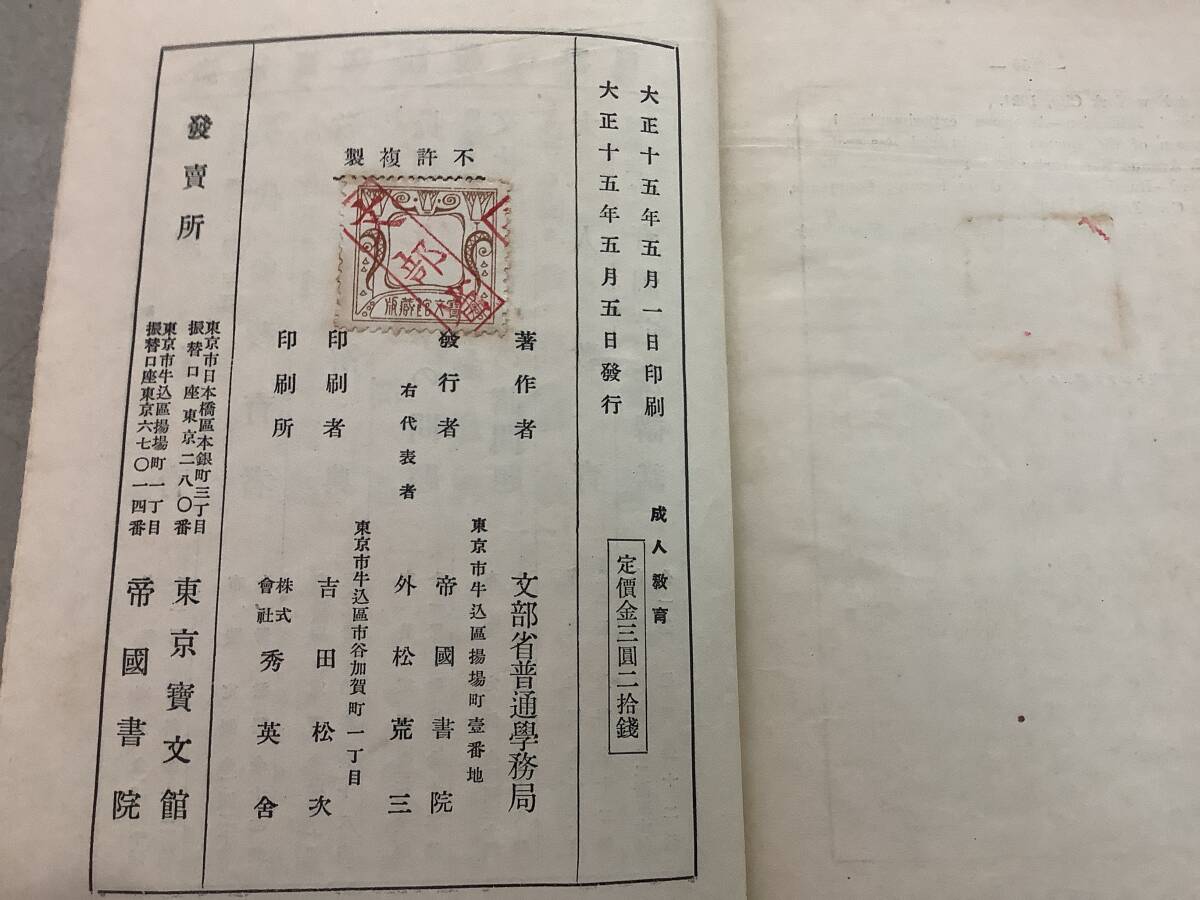 大正十五年五月一日印刷
大正十五年五月五日發行
成人教育
定價金三圓二拾錢
不許複製
文部
寶文館藏版
著作者 文部省普通學務局
東京市牛込區揚場町壹番地
發行者 帝國書院
右代表者 外松荒三
東京市牛込區市谷加賀町一丁目
印刷者 吉田松次
印刷所 株式會社 秀英舍
發賣所
東京市日本橋區本銀町三丁目
振替口座東京二八〇番
東京寶文館
東京市牛込區揚場町一丁目
振替口座東京六七〇一四番
帝國書院